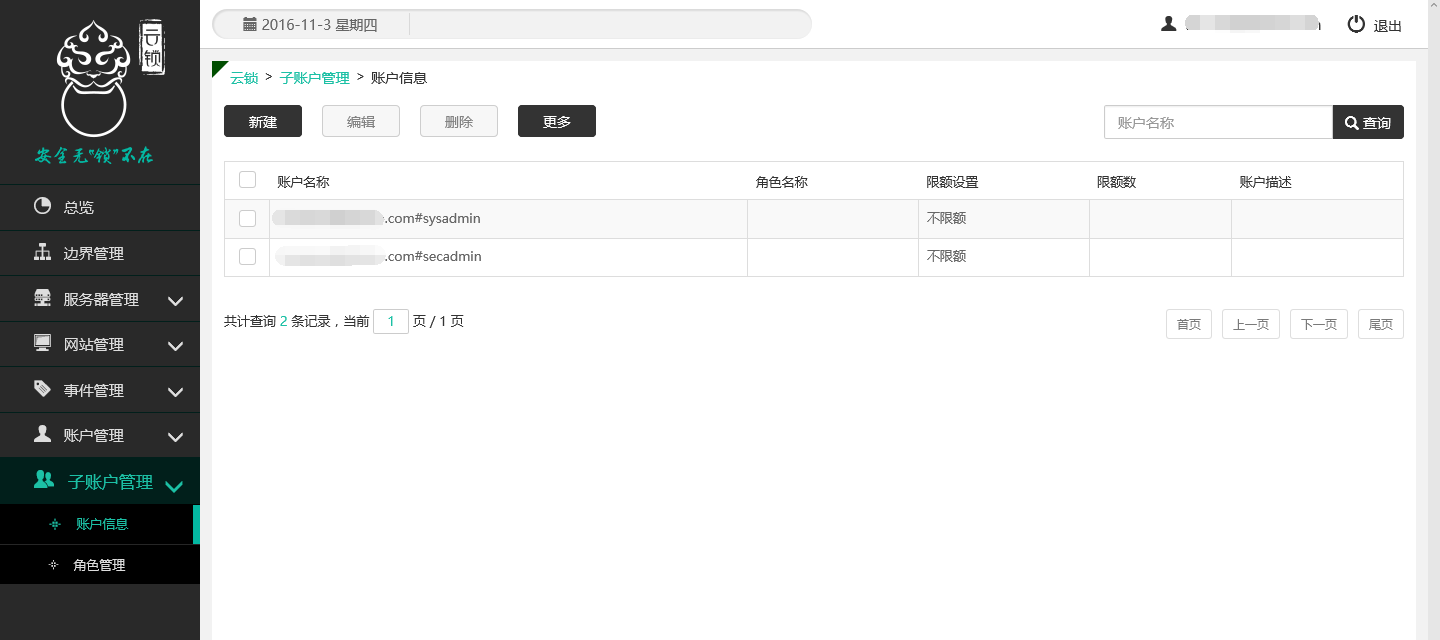 云锁
安全无“锁”不在
总览
边界管理
服务器管理
网站管理
事件管理
账户管理
子账户管理
账户信息
角色管理
2016-11-3 星期四
退出
云锁 > 子账户管理 > 账户信息
新建 编辑 删除 更多
账户名称 查询
账户名称 角色名称 限额设置 限额数 账户描述
.com#sysadmin 不限额
.com#secadmin 不限额
共计查询 2 条记录，当前 1 页 / 1 页
首页 上一页 下一页 尾页